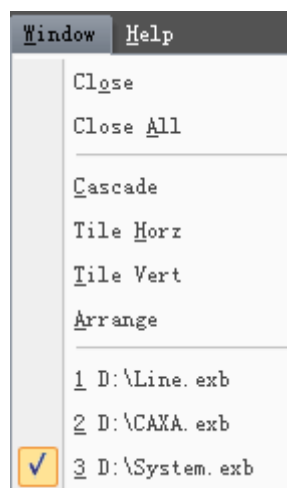 Window Help
Close
Close All
Cascade
Tile Horz
Tile Vert
Arrange
1 D:\Line.exb
2 D:\CAXA.exb
3 D:\System.exb